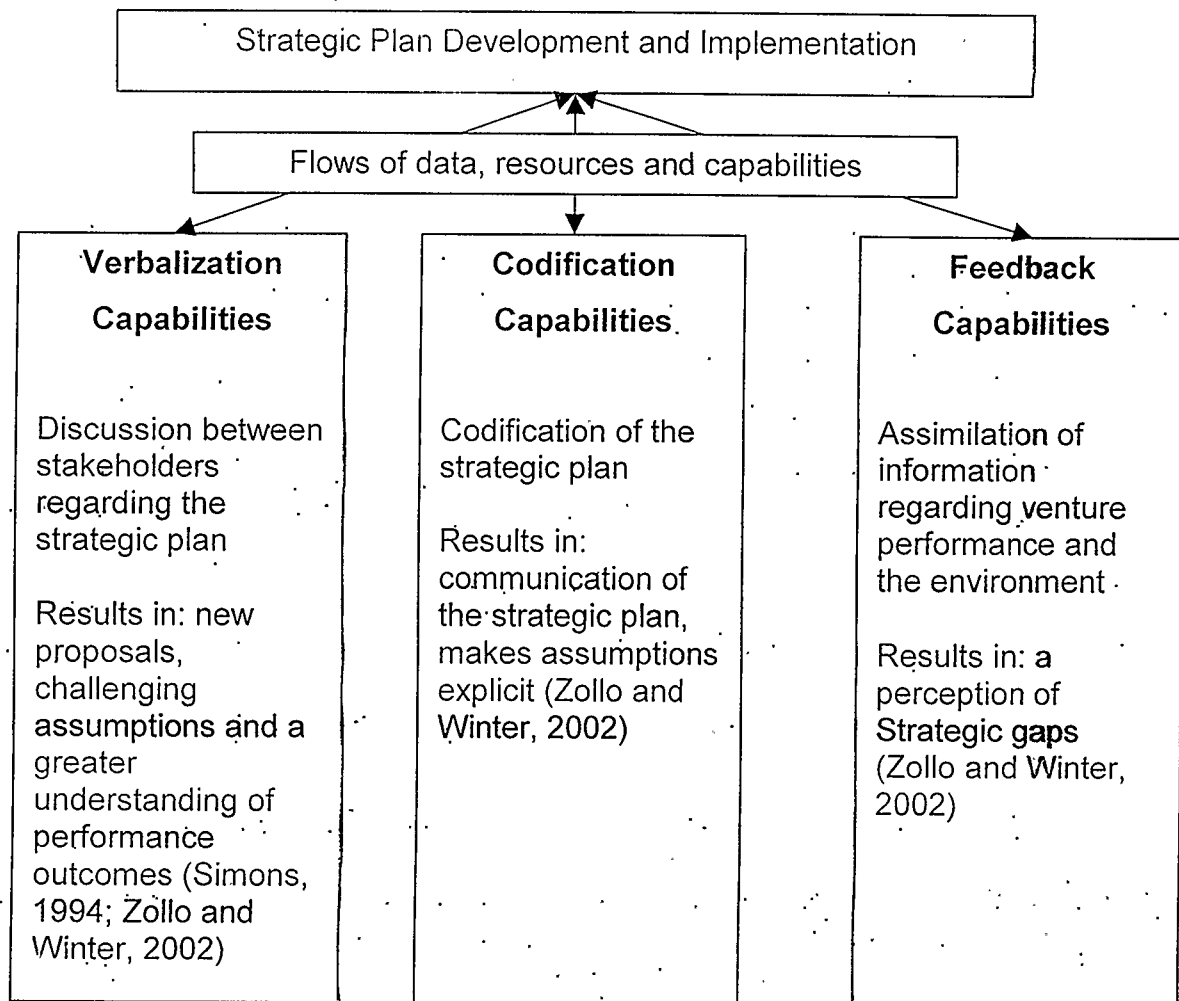 Strategic Plan Development and Implementation
Flows of data, resources and capabilities
Verbalization
Capabilities
Discussion between
stakeholders
regarding the
strategic plan
Results in: new
proposals,
challenging
assumptions and a
greater
understanding of
performance
outcomes (Simons,
1994; Zollo and
Winter, 2002)
Codification
Capabilities
Codification of the
strategic plan
Results in:
communication of
the strategic plan,
makes assumptions
explicit (Zollo and
Winter, 2002)
Feedback
Capabilities
Assimilation of
information
regarding venture
performance and
the environment
Results in: a
perception of
Strategic gaps
(Zollo and Winter,
2002)